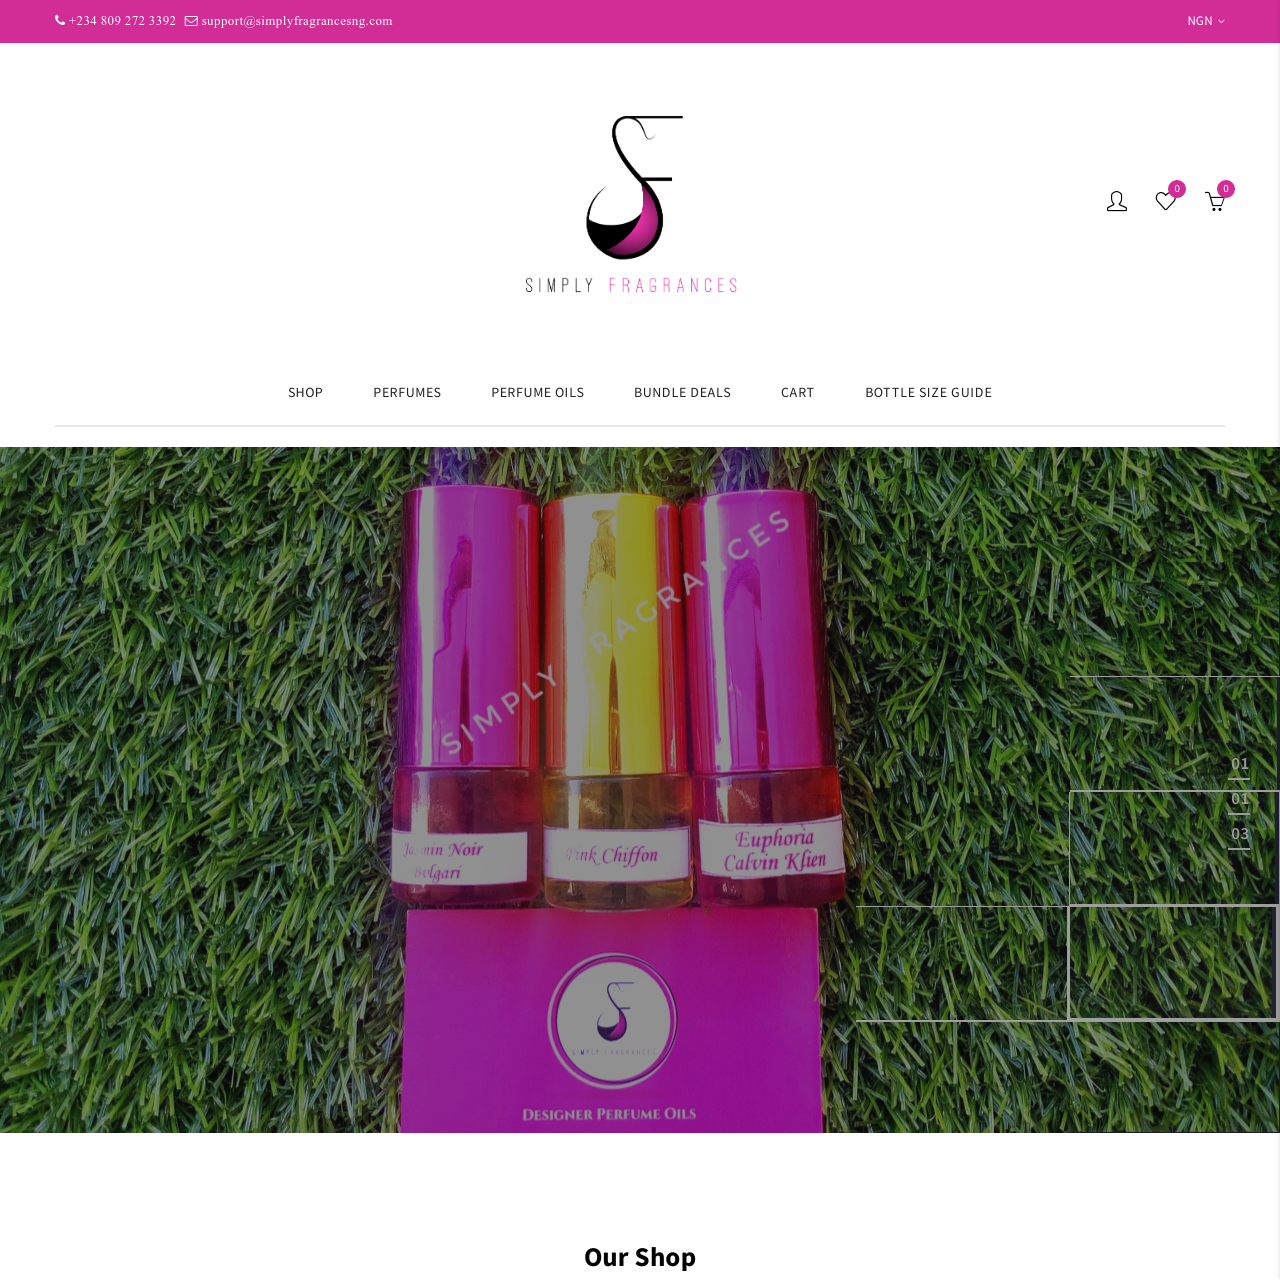 +234 809 272 3392 support@simplyfragrancesng.com
NGN
SIMPLY FRAGRANCES
0
0
SHOP PERFUMES PERFUME OILS BUNDLE DEALS CART BOTTLE SIZE GUIDE
SIMPLY RAGRANCES
Jasmin Noir
Bvlgari
Pink Chiffon
Euphoria
Calvin Klien
01
01
03
SIMPLY FRAGRANCES
DESIGNER PERFUME OILS
Our Shop